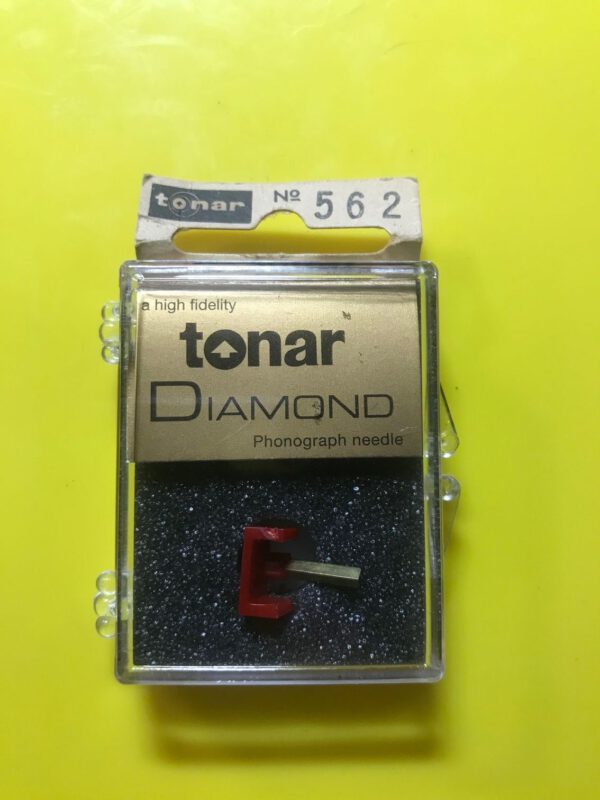 tonar Nº 562
a high fidelity
tonar
DIAMOND
Phonograph needle